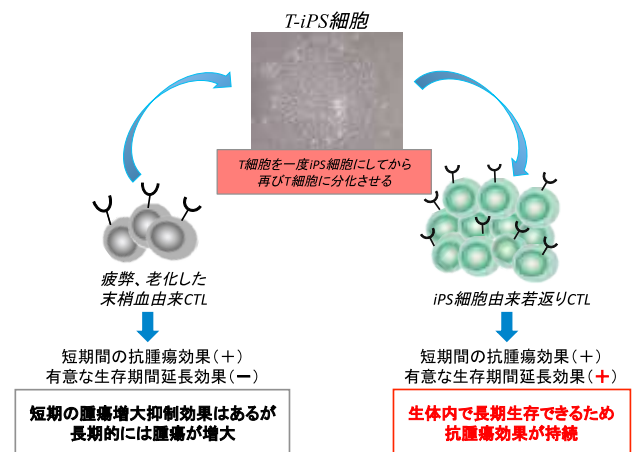 T-iPS細胞
T細胞を一度iPS細胞にしてから
再びT細胞に分化させる
疲弊、老化した
末梢血由来CTL
iPS細胞由来若返りCTL
短期間の抗腫瘍効果(+)
有意な生存期間延長効果(ー)
短期間の抗腫瘍効果(+)
有意な生存期間延長効果(+)
短期の腫瘍増大抑制効果はあるが
長期的には腫瘍が増大
生体内で長期生存できるため
抗腫瘍効果が持続